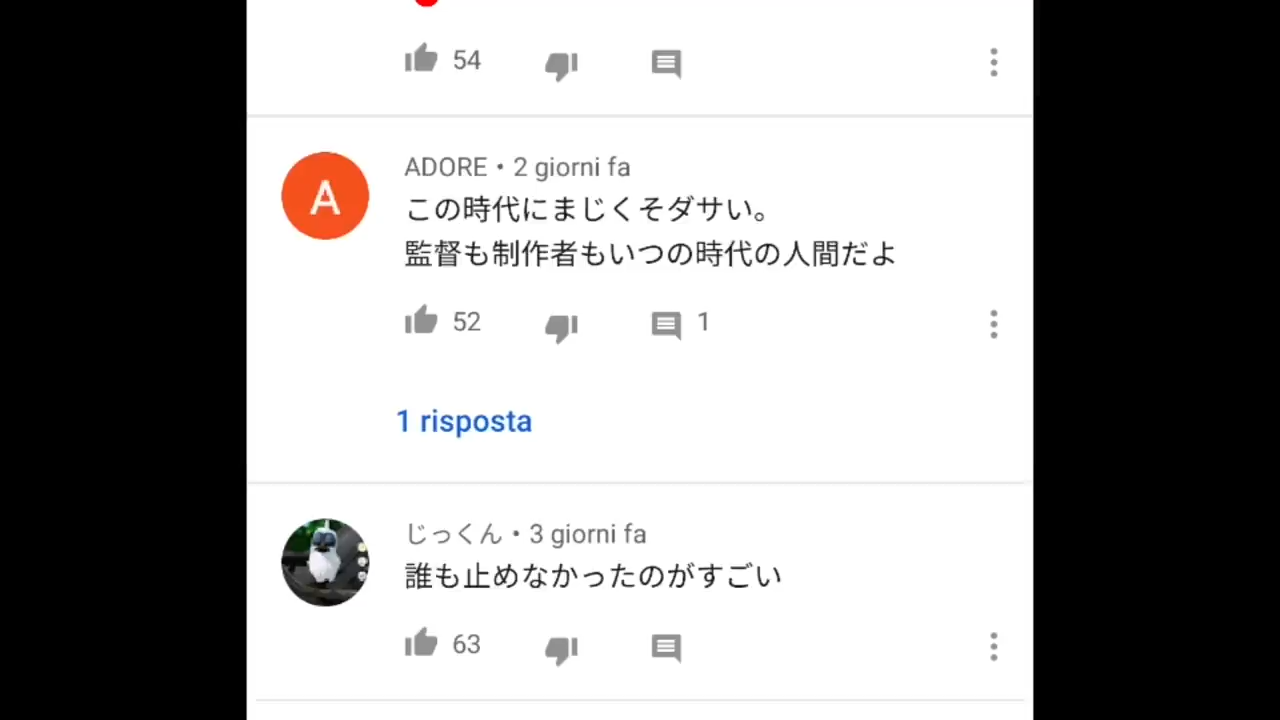 54
ADORE • 2 giorni fa
この時代にまじくそダサい。
監督も制作者もいつの時代の人間だよ
52 1
1 risposta
じっくん • 3 giorni fa
誰も止めなかったのがすごい
63
A